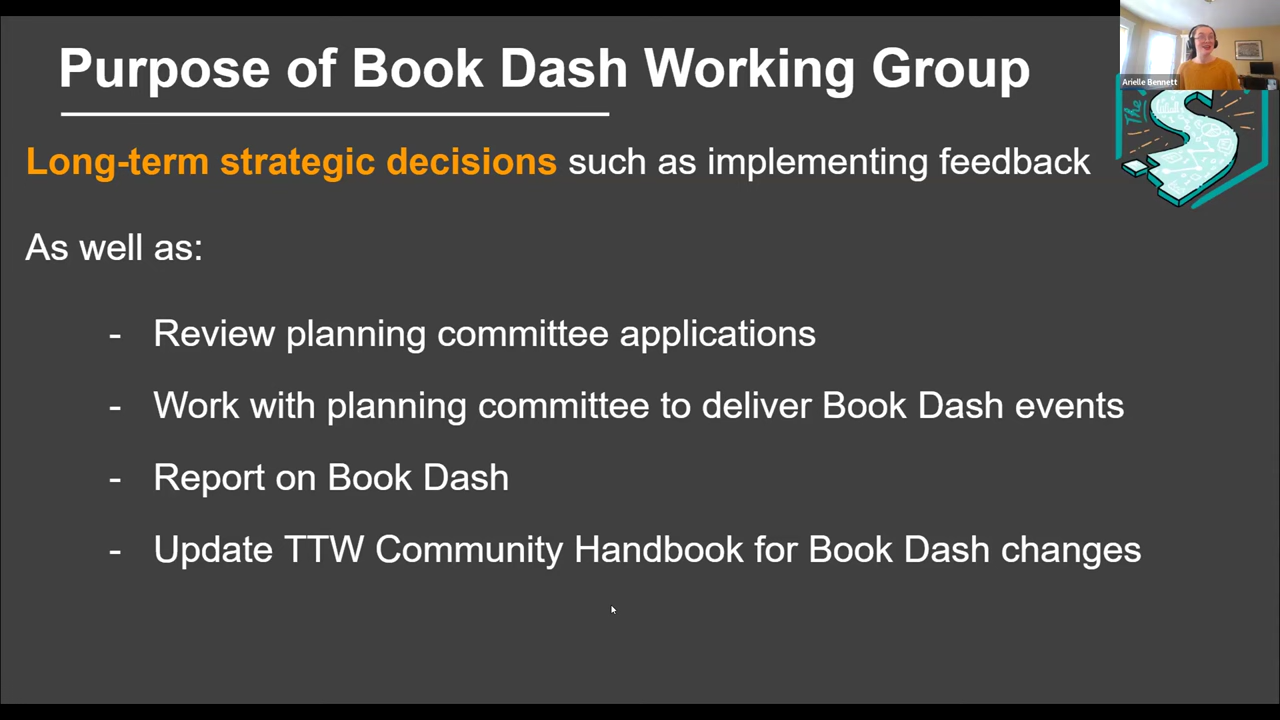 Purpose of Book Dash Working Group
Arielle Bennett
The
Long-term strategic decisions such as implementing feedback
As well as:
- Review planning committee applications
- Work with planning committee to deliver Book Dash events
- Report on Book Dash
- Update TTW Community Handbook for Book Dash changes